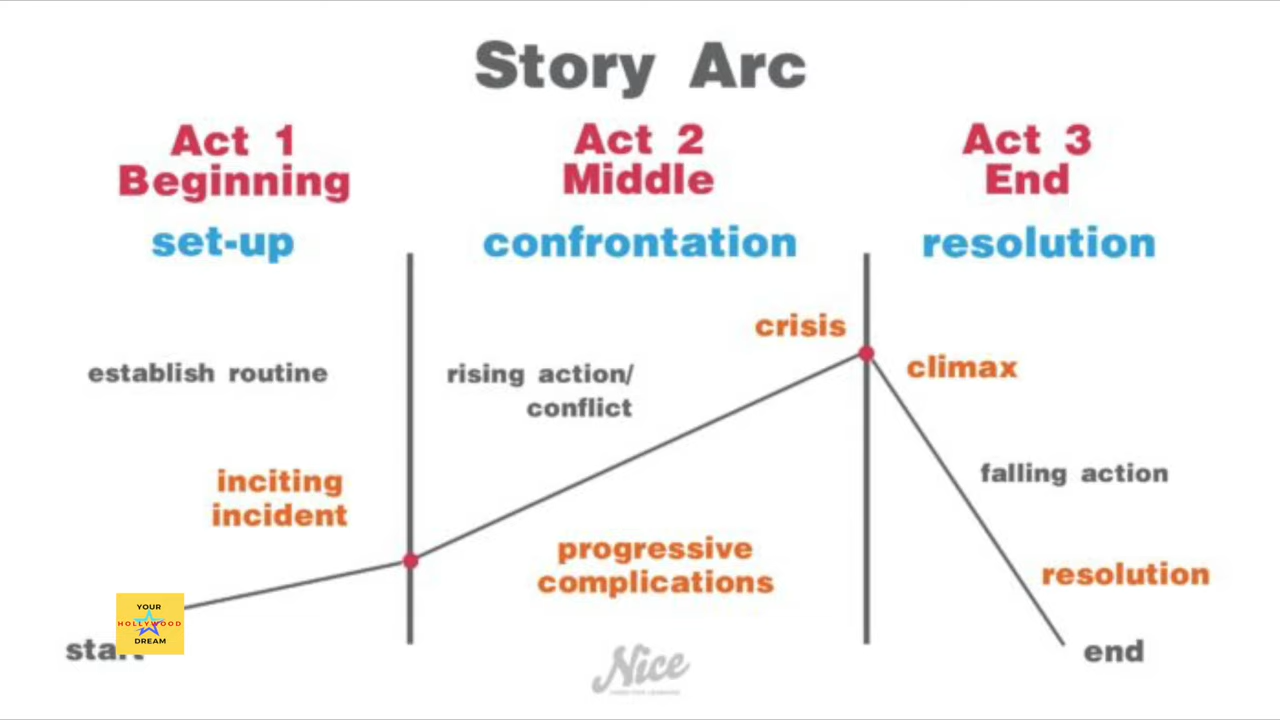 Story Arc
Act 1
Beginning
set-up
Act 2
Middle
confrontation
Act 3
End
resolution
establish routine
inciting
incident
rising action/
conflict
progressive
complications
crisis
climax
falling action
resolution
YOUR
HOLLYWOOD
DREAM
start
end
Nice